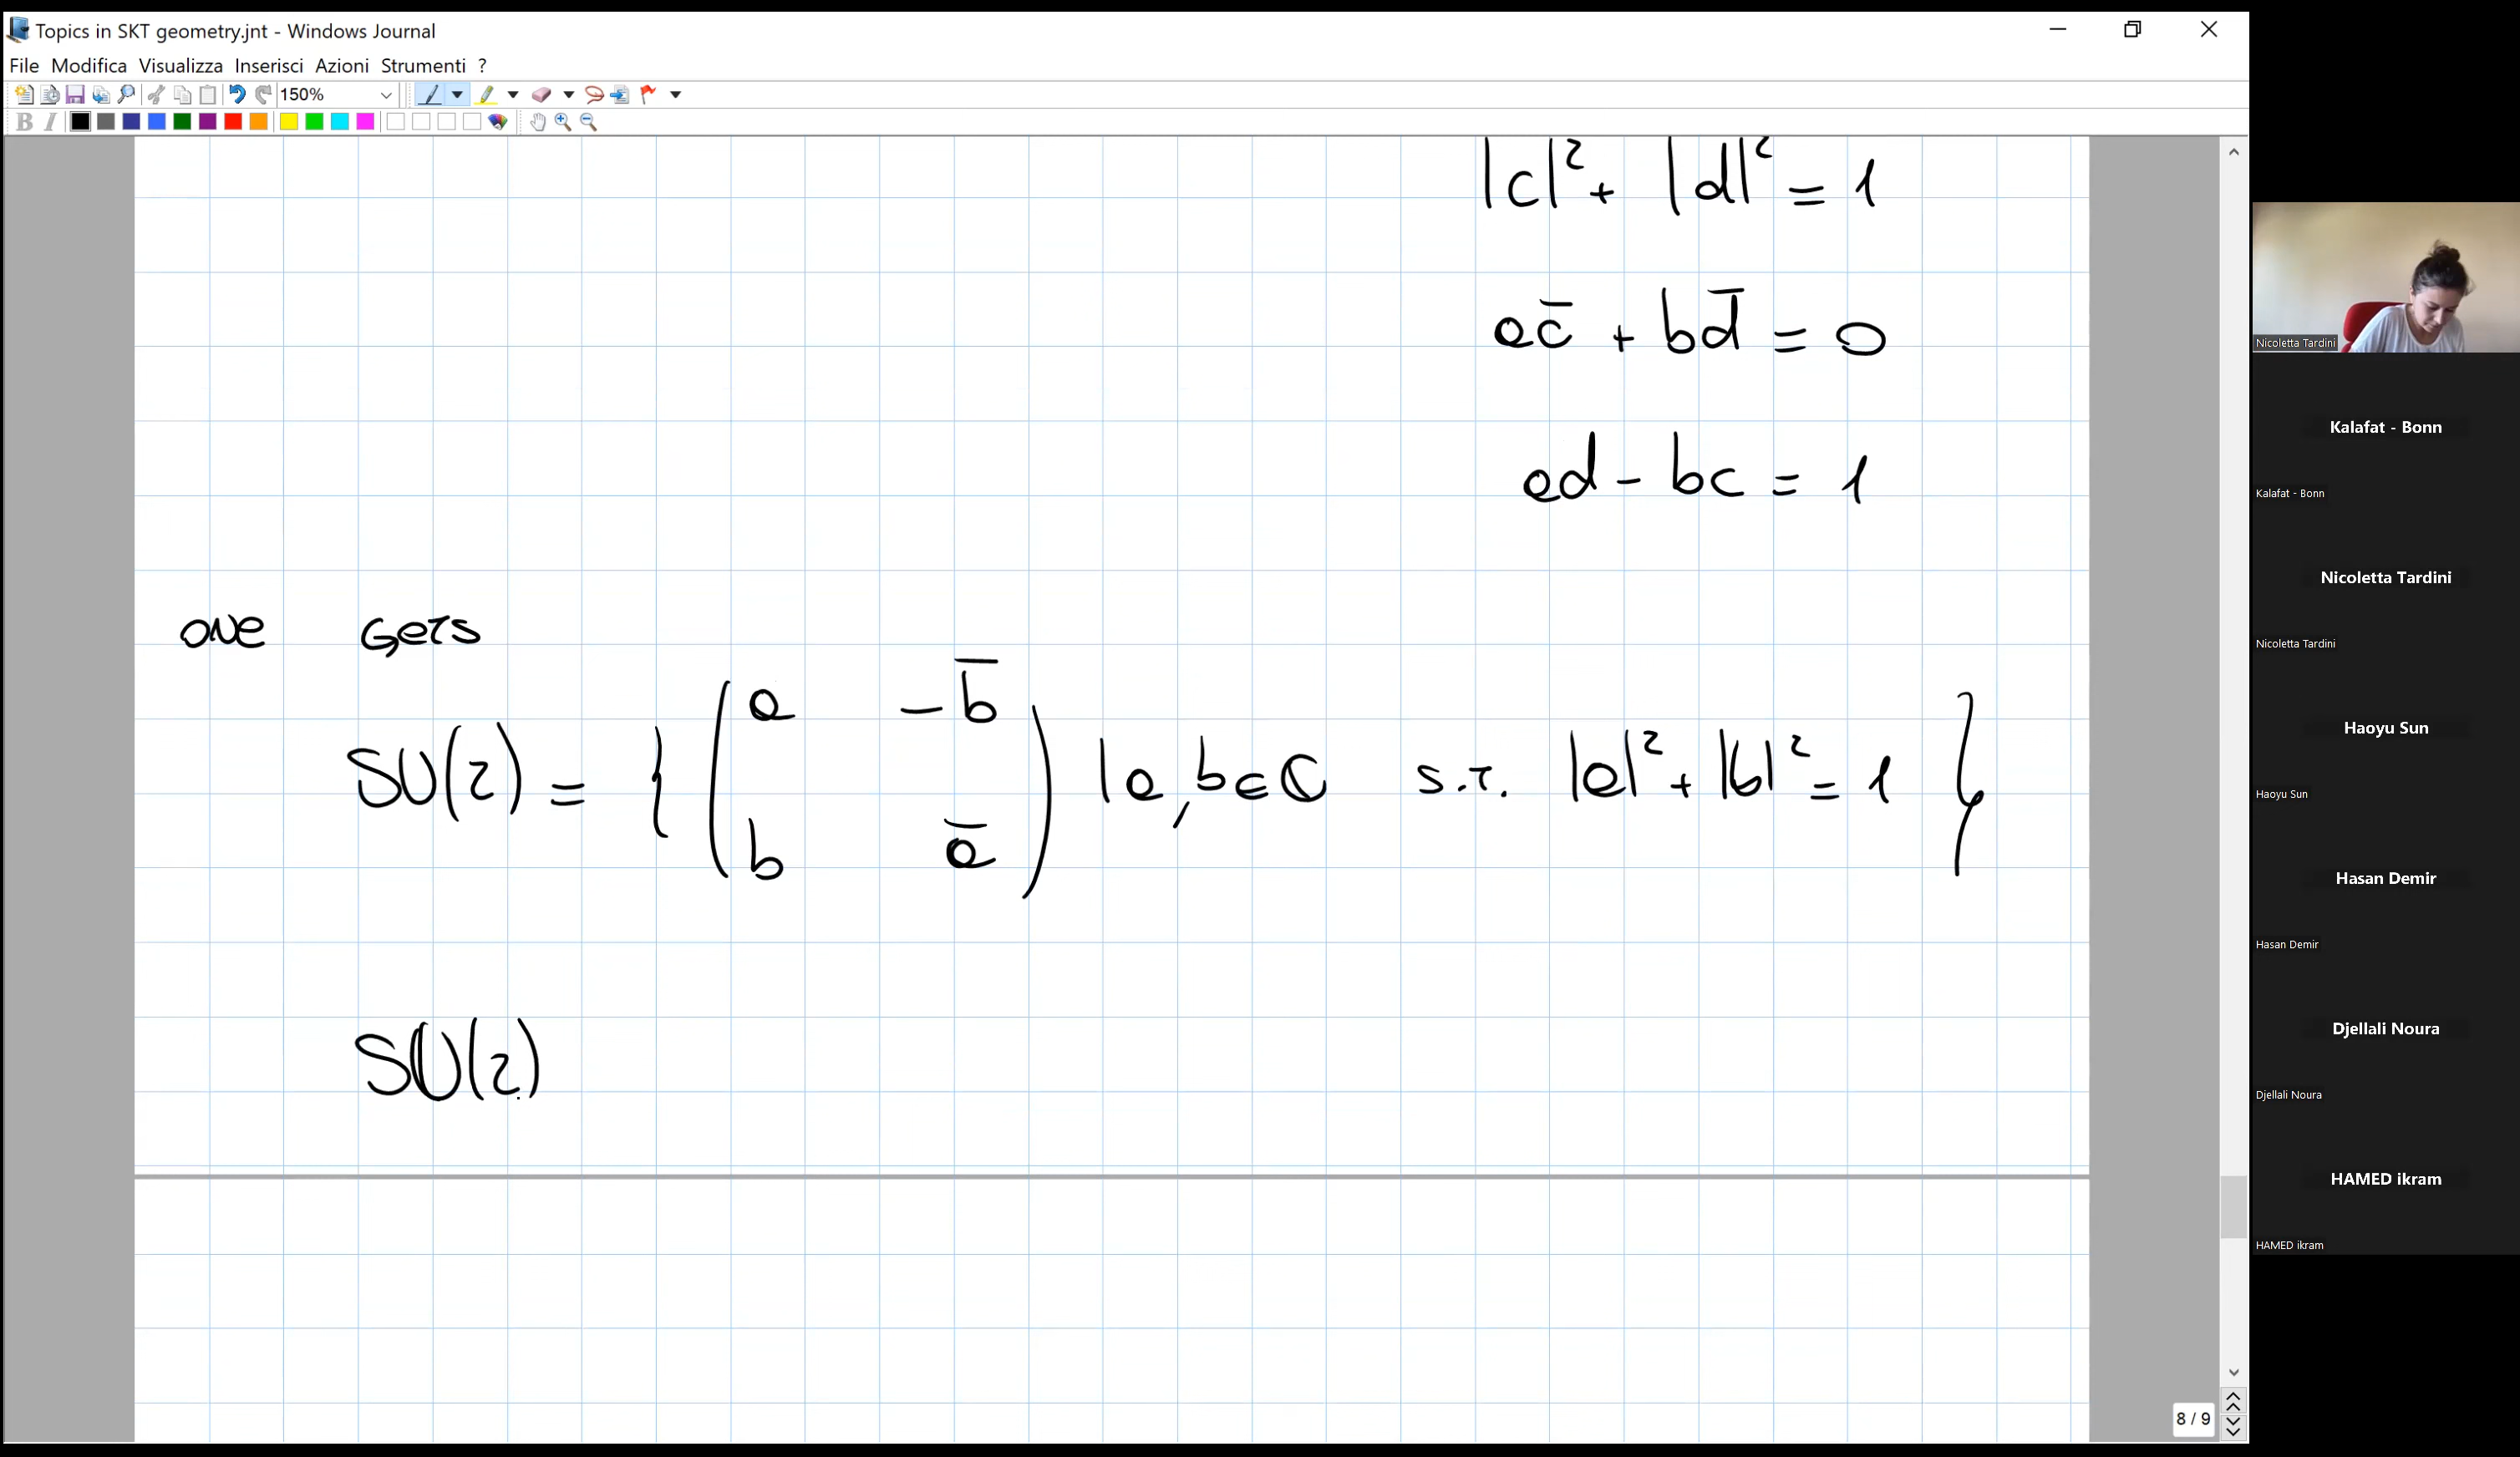 Topics in SKT geometry.jnt - Windows Journal
File Modifica Visualizza Inserisci Azioni Strumenti ?
150%
B I
|c|² + |d|² = 1
ac̄ + bd̄ = 0
ad - bc = 1
one gets
SU(2) = { ( a -b̄
b ā ) | a, b ∈ ℂ s.t. |a|² + |b|² = 1 }
SU(2)
8 / 9
Nicoletta Tardini
Kalafat - Bonn
Kalafat - Bonn
Nicoletta Tardini
Nicoletta Tardini
Haoyu Sun
Haoyu Sun
Hasan Demir
Hasan Demir
Djellali Noura
Djellali Noura
HAMED ikram
HAMED ikram